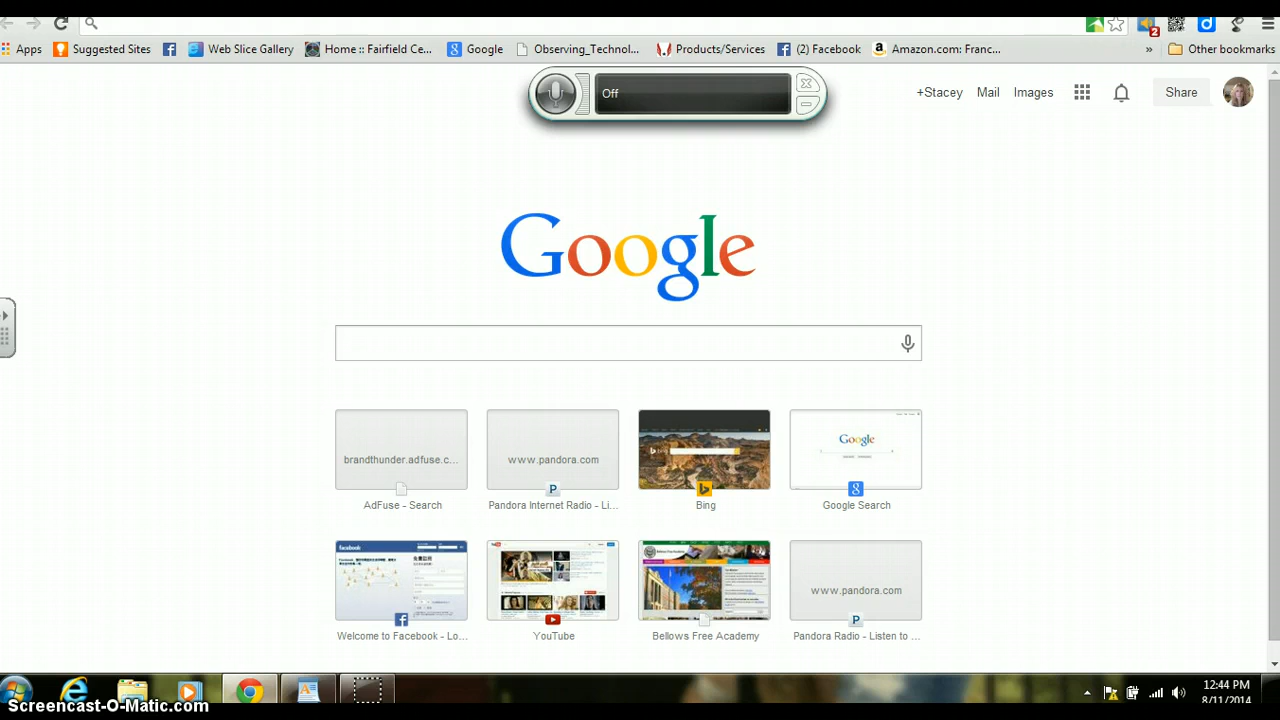 Apps Suggested Sites Web Slice Gallery Home :: Fairfield Ce... Google Observing_Technol... Products/Services (2) Facebook Amazon.com: Franc... » Other bookmarks
2
Off
+Stacey Mail Images Share
Google
brandthunder.adfuse.c... www.pandora.com
AdFuse - Search Pandora Internet Radio - Li... Bing Google Search
www.pandora.com
Welcome to Facebook - Lo... YouTube Bellows Free Academy Pandora Radio - Listen to ...
12:44 PM
8/11/2014
Screencast-O-Matic.com